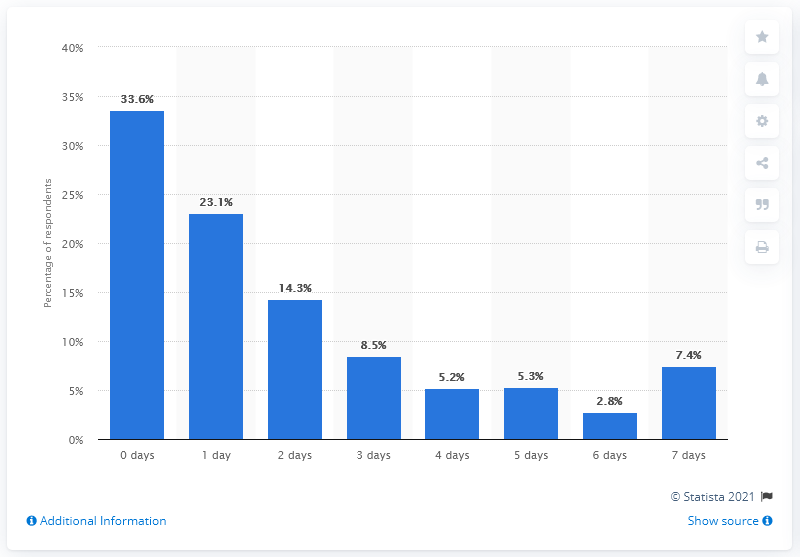 40%
35%
30%
25%
20%
15%
10%
5%
0%
Percentage of respondents
33.6%
23.1%
14.3%
8.5%
5.2%
5.3%
2.8%
7.4%
0 days
1 day
2 days
3 days
4 days
5 days
6 days
7 days
© Statista 2021
Additional Information
Show source